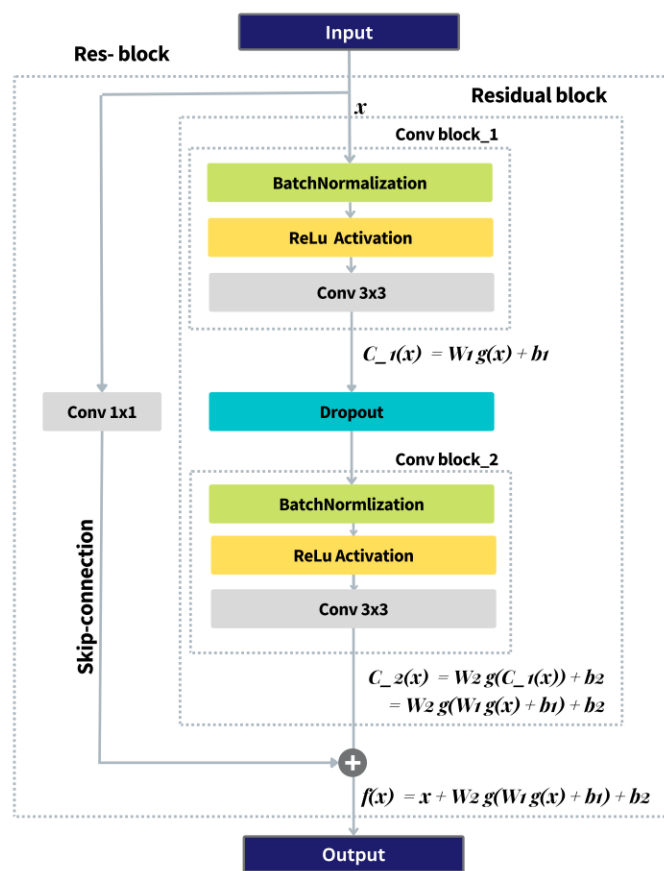 Input
Res- block
Residual block
x
Conv block_1
BatchNormalization
ReLu Activation
Conv 3x3
C_1(x) = W1 g(x) + b1
Conv 1x1
Dropout
Conv block_2
BatchNormlization
ReLu Activation
Conv 3x3
Skip-connection
C_2(x) = W2 g(C_1(x)) + b2
= W2 g(W1 g(x) + b1) + b2
+
f(x) = x + W2 g(W1 g(x) + b1) + b2
Output